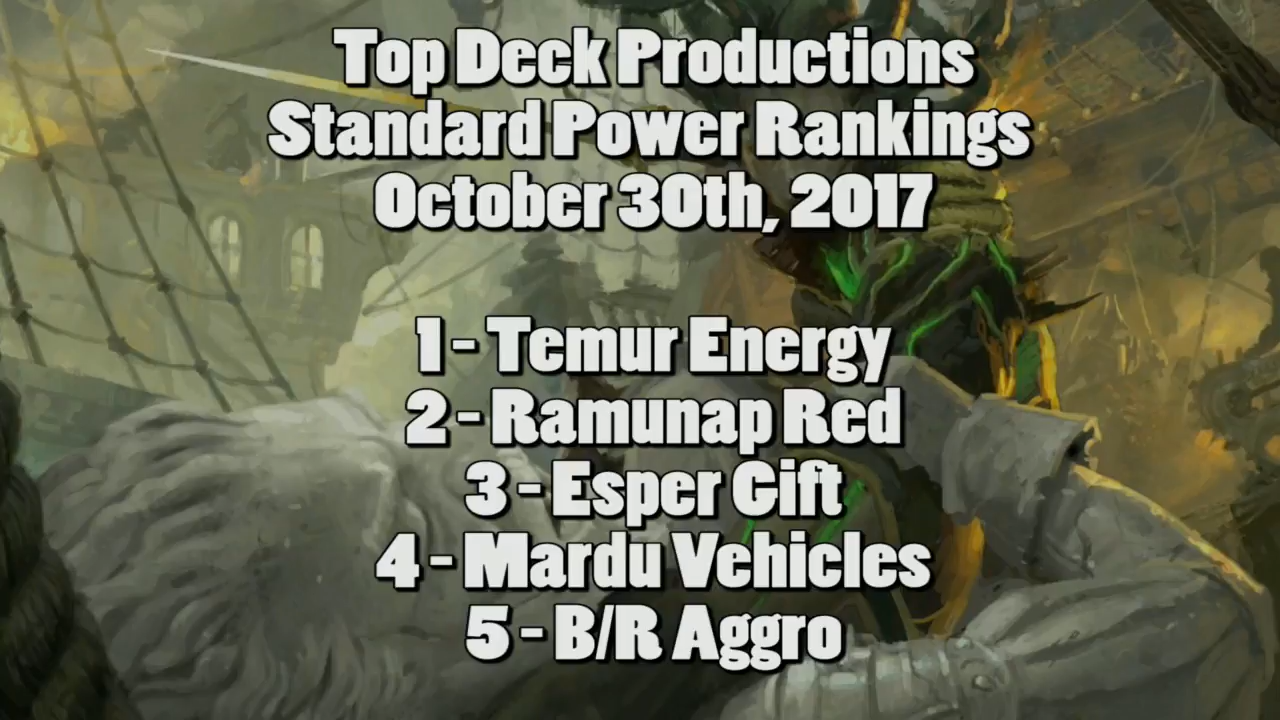 Top Deck Productions
Standard Power Rankings
October 30th, 2017
1 - Temur Energy
2 - Ramunap Red
3 - Esper Gift
4 - Mardu Vehicles
5 - B/R Aggro